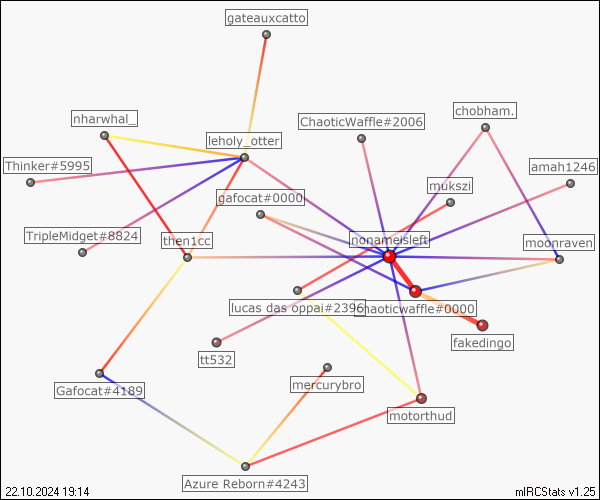 gateauxcatto
nharwhal_
ChaoticWaffle#2006
chobham.
leholy_otter
Thinker#5995
amah1246
mukszi
gafocat#0000
TripleMidget#8824
then1cc
nonameisleft
moonraven
lucas das oppai#2396
chaoticwaffle#0000
fakedingo
tt532
mercurybro
Gafocat#4189
motorthud
Azure Reborn#4243
22.10.2024 19:14
mIRCStats v1.25